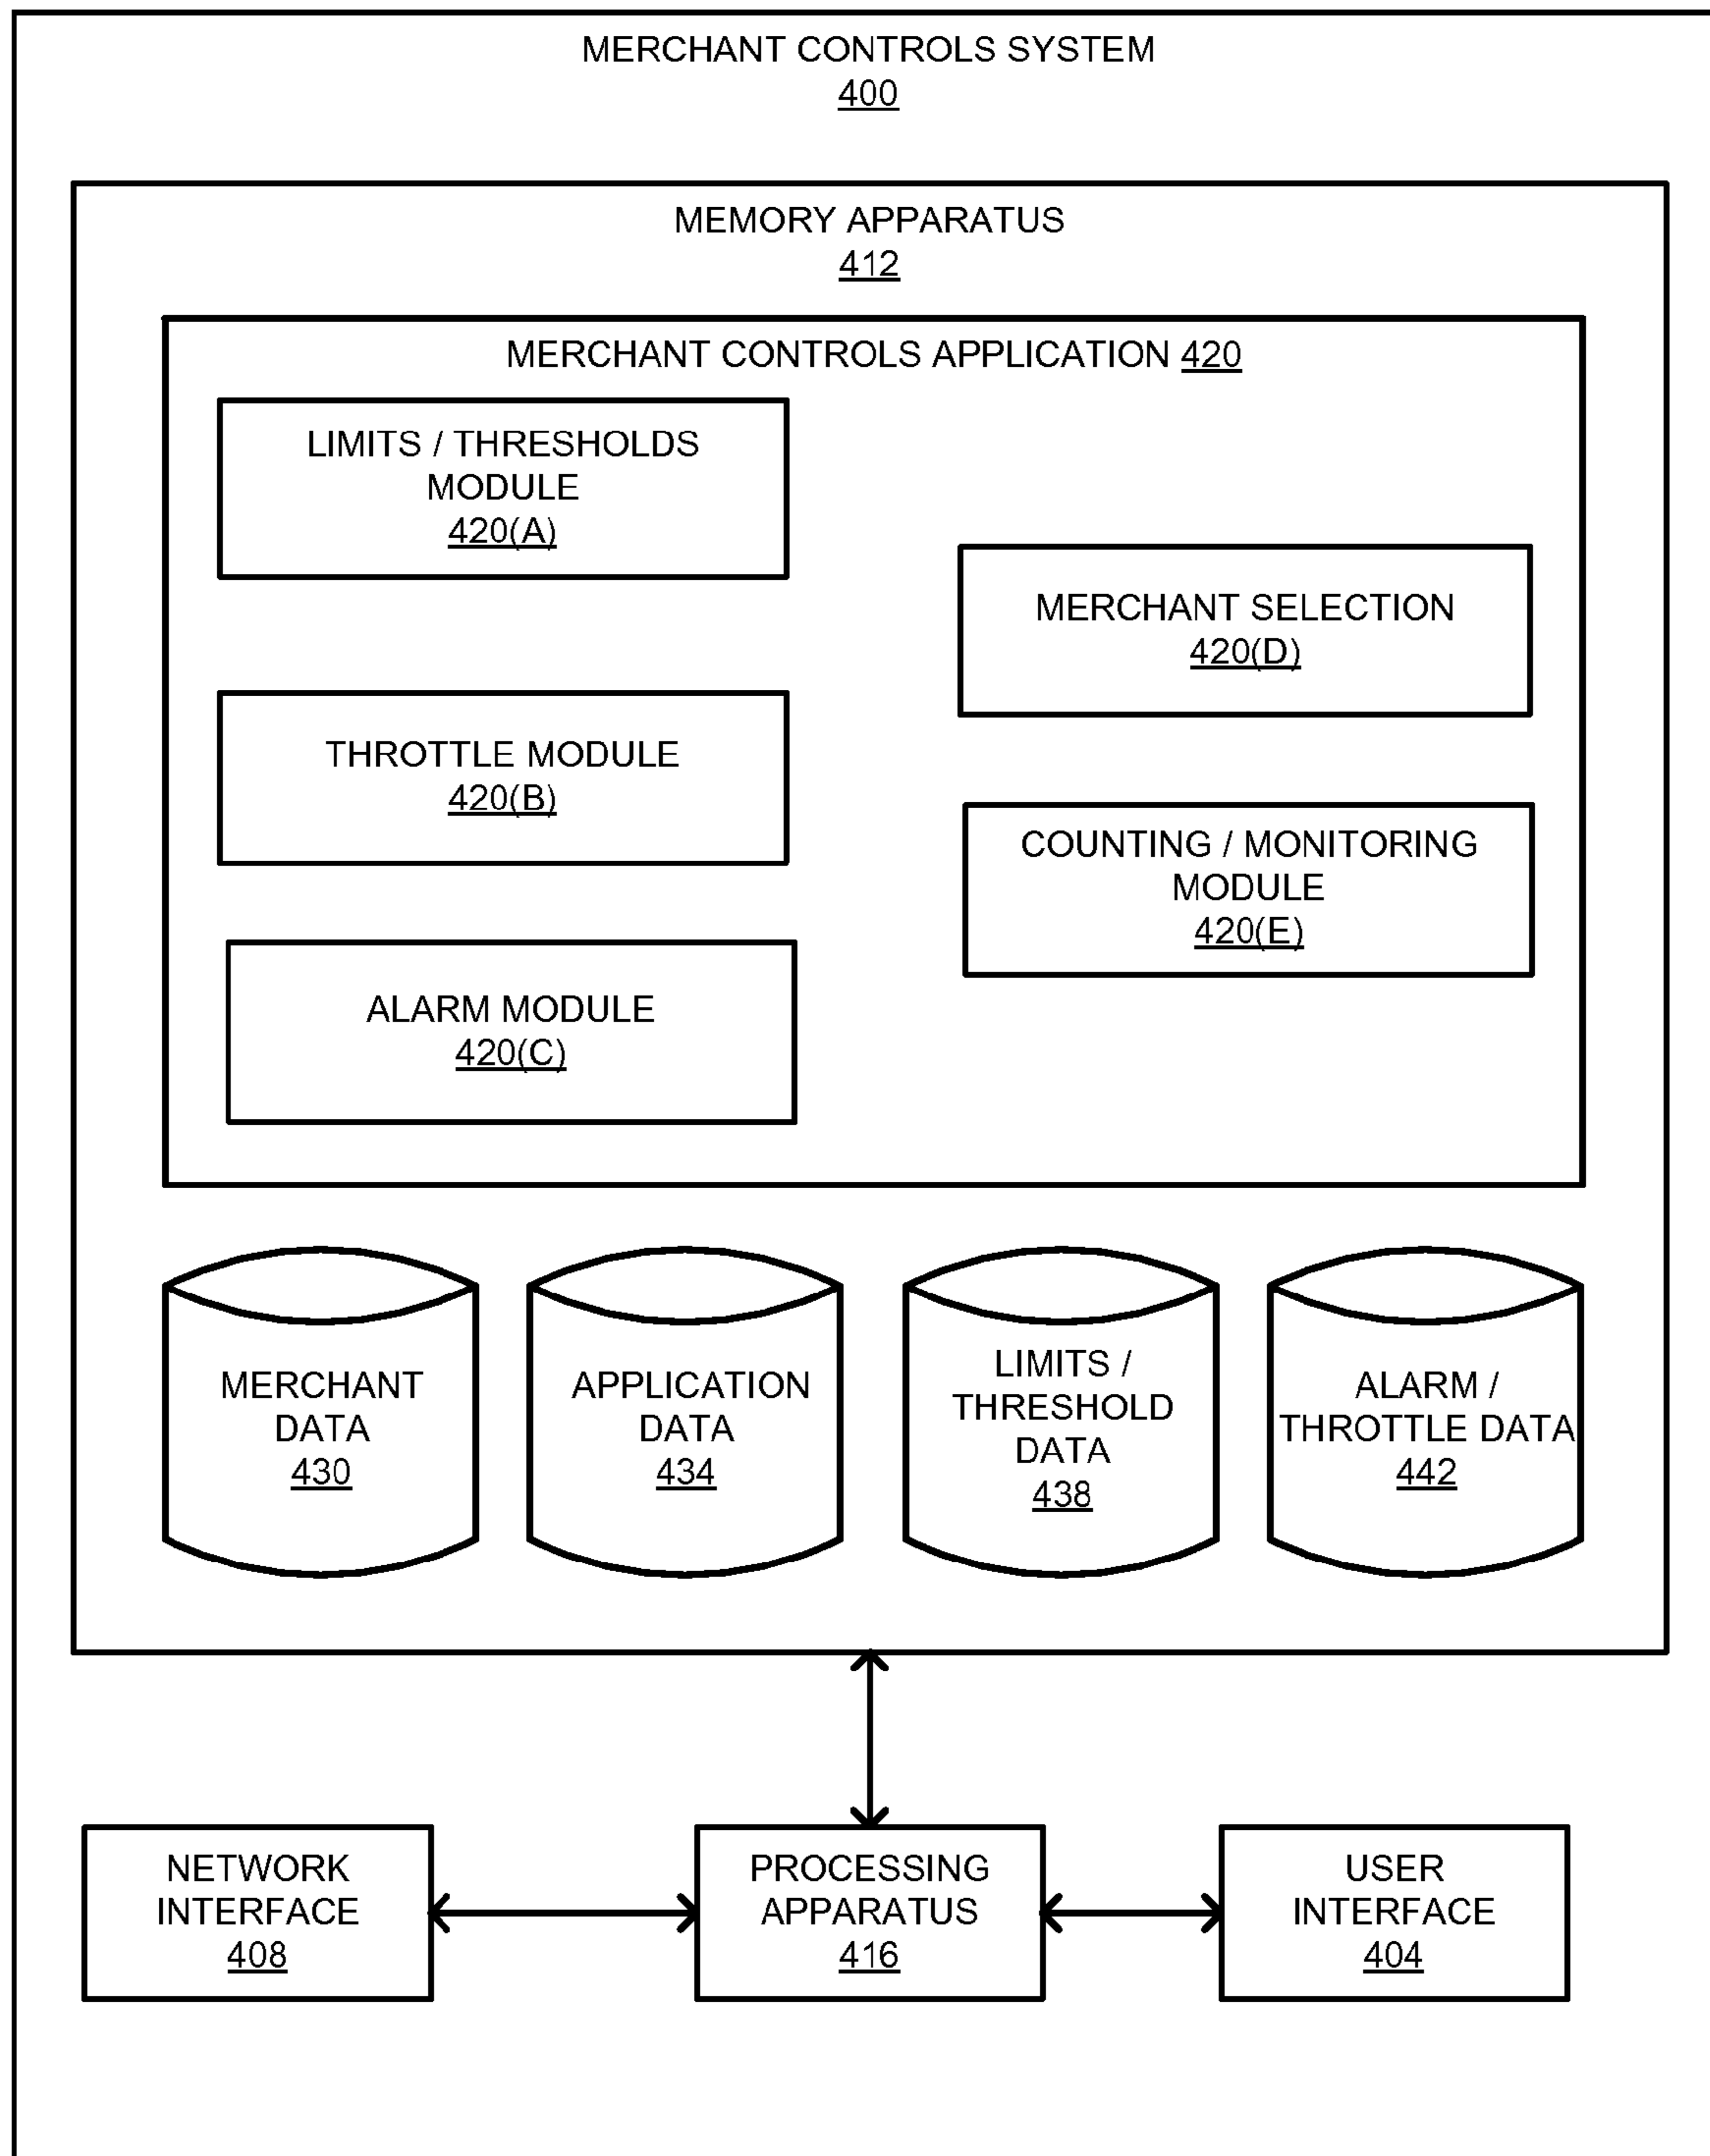 MERCHANT CONTROLS SYSTEM
400
MEMORY APPARATUS
412
MERCHANT CONTROLS APPLICATION 420
LIMITS / THRESHOLDS
MODULE
420(A)
THROTTLE MODULE
420(B)
ALARM MODULE
420(C)
MERCHANT SELECTION
420(D)
COUNTING / MONITORING
MODULE
420(E)
MERCHANT
DATA
430
APPLICATION
DATA
434
LIMITS /
THRESHOLD
DATA
438
ALARM /
THROTTLE DATA
442
NETWORK
INTERFACE
408
PROCESSING
APPARATUS
416
USER
INTERFACE
404